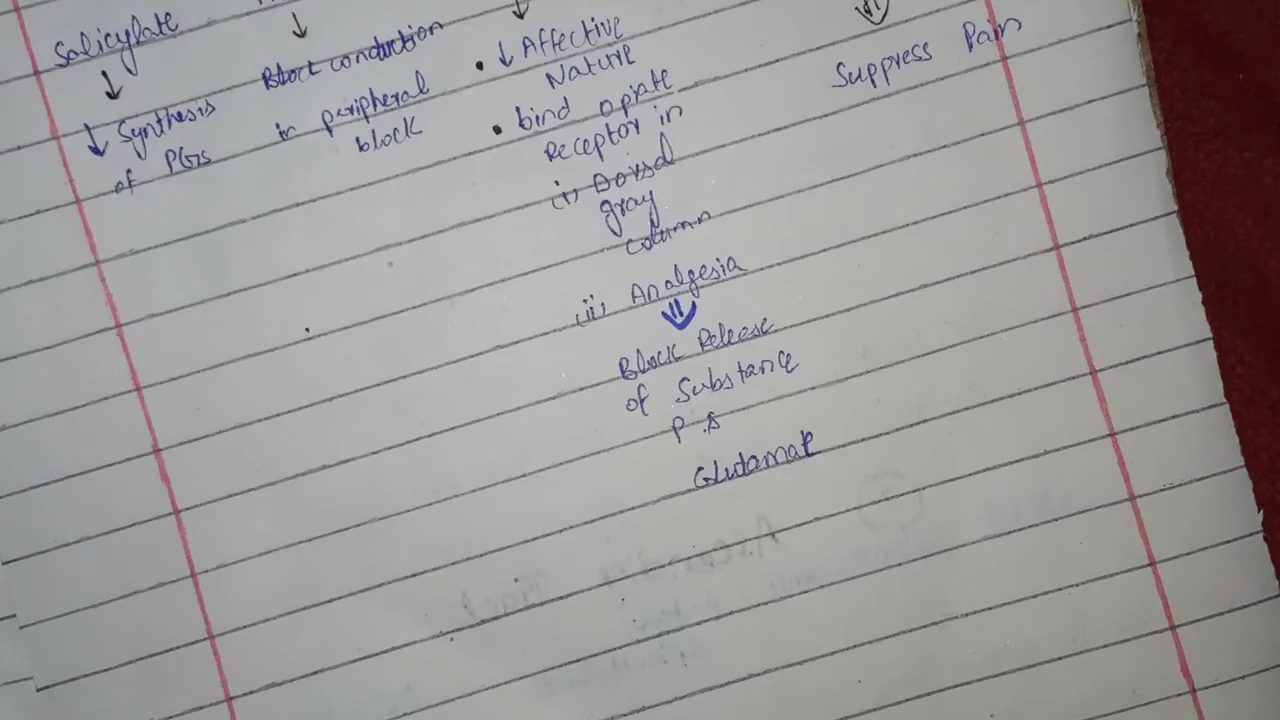 Salicylate
↓
↓ Synthesis
of PGs
↓
Block conduction
in peripheral
block
↓
• ↓ Affective
Nature
• bind opiate
receptor in
(i) Dorsal
gray
column
(ii) Analgesia
⇓
Block Release
of Substance
P &
Glutamate
⇓
Suppress Pain